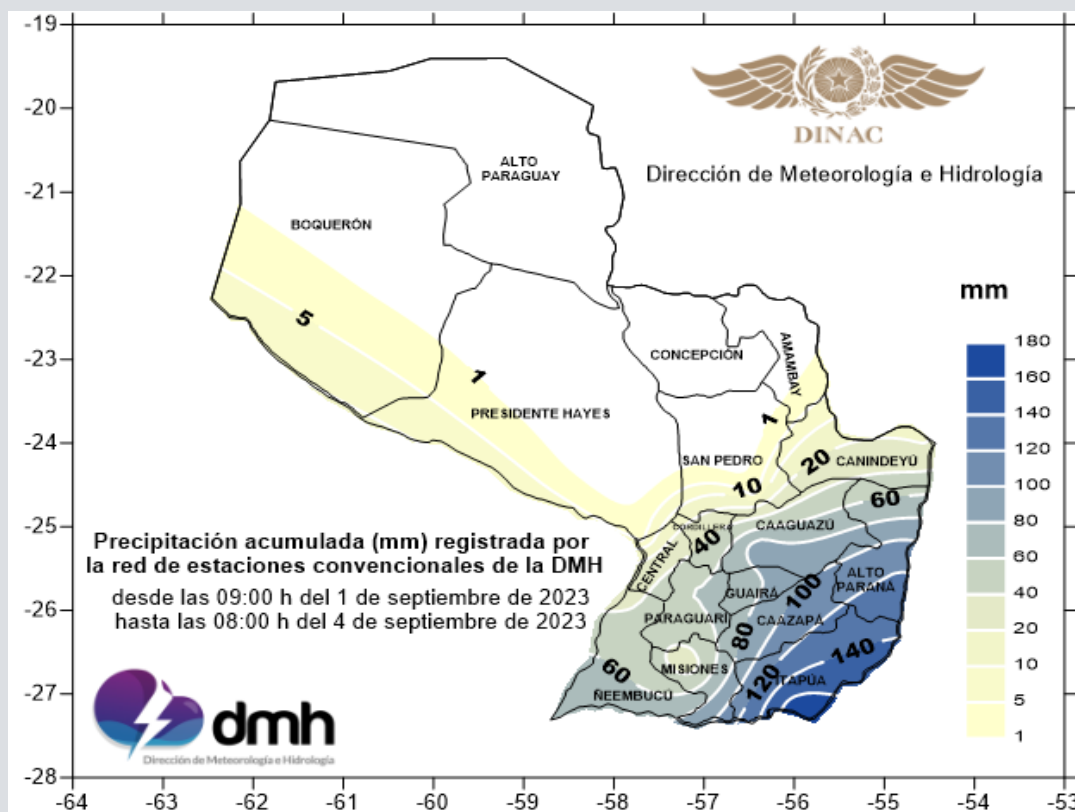 -19
-20
-21
-22
-23
-24
-25
-26
-27
-28
-64
-63
-62
-61
-60
-59
-58
-57
-56
-55
-54
-53
DINAC
Dirección de Meteorología e Hidrología
ALTO
PARAGUAY
BOQUERÓN
5
1
PRESIDENTE HAYES
CONCEPCIÓN
AMAMBAY
1
SAN PEDRO
10
20
CANINDEYÚ
60
CORDILLERA
40
CAAGUAZÚ
CENTRAL
GUAIRÁ
100
ALTO
PARANÁ
PARAGUARÍ
80
CAAZAPÁ
60
MISIONES
140
ÑEEMBUCÚ
120
ITAPÚA
mm
180
160
140
120
100
80
60
40
20
10
5
1
Precipitación acumulada (mm) registrada por
la red de estaciones convencionales de la DMH
desde las 09:00 h del 1 de septiembre de 2023
hasta las 08:00 h del 4 de septiembre de 2023
dmh
Dirección de Meteorología e Hidrología